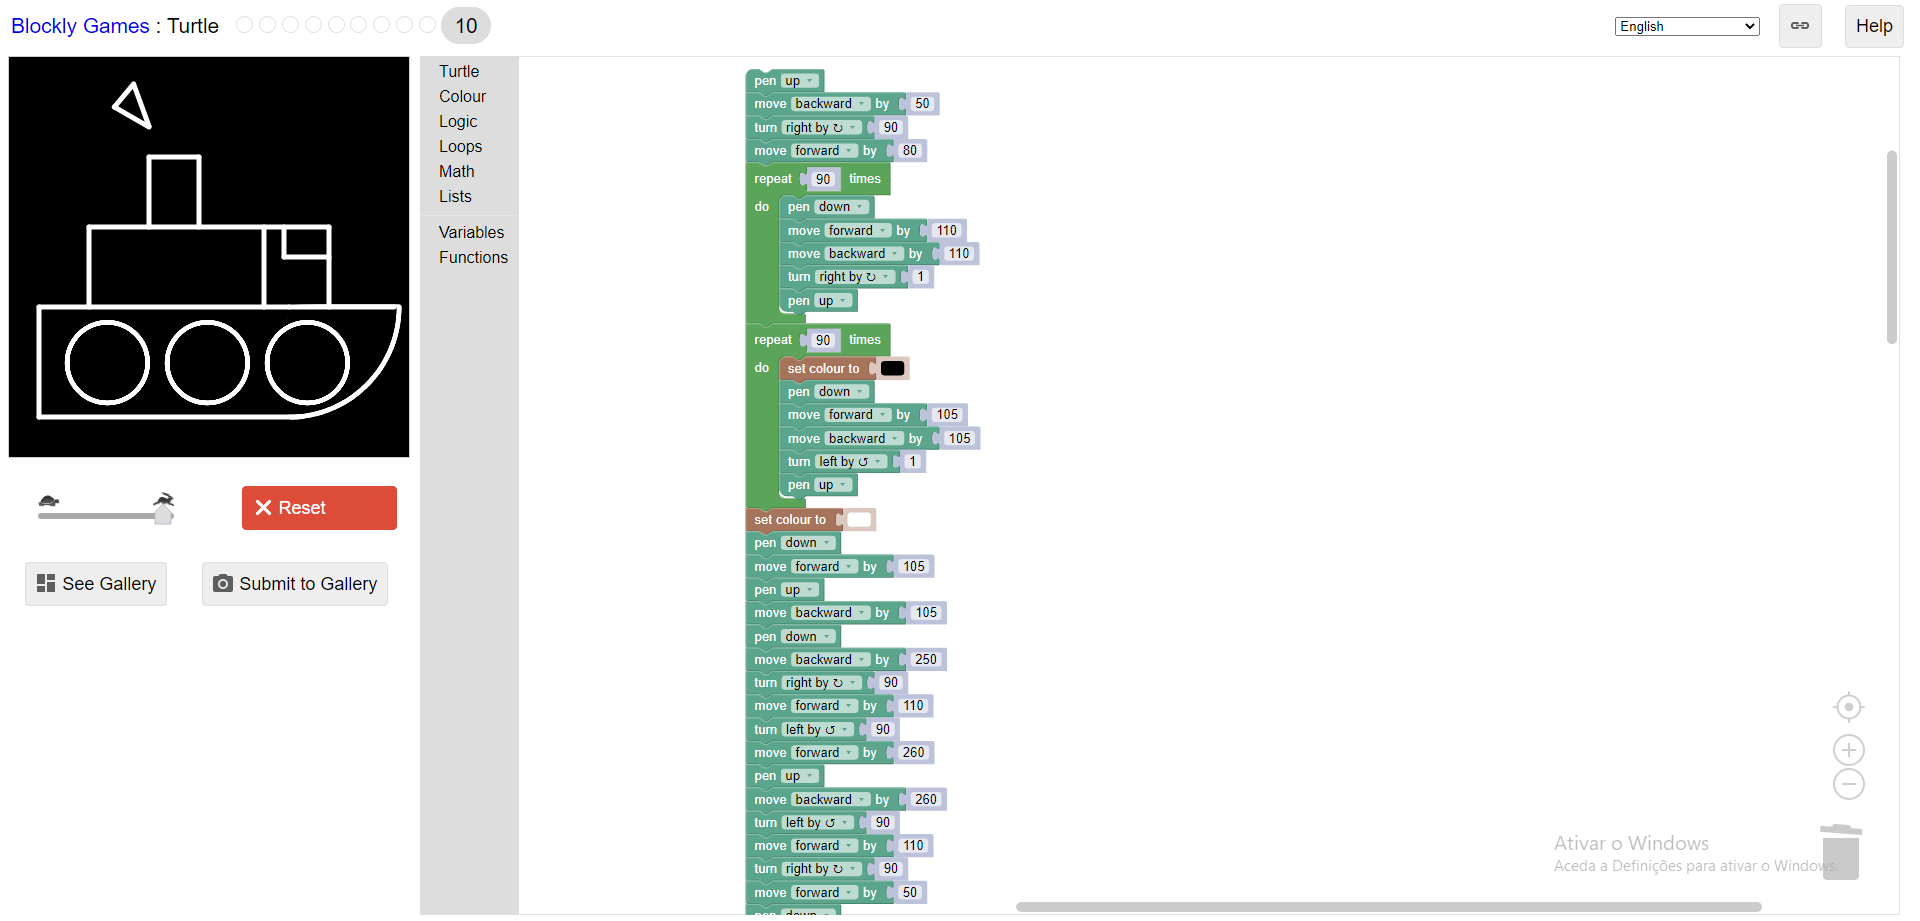 Blockly Games : Turtle
10
English
Help
Turtle
Colour
Logic
Loops
Math
Lists
Variables
Functions
Reset
See Gallery
Submit to Gallery
pen up
move backward by 50
turn right by ↻ 90
move forward by 80
repeat 90 times
do pen down
move forward by 110
move backward by 110
turn right by ↻ 1
pen up
repeat 90 times
do set colour to
pen down
move forward by 105
move backward by 105
turn left by ↺ 1
pen up
set colour to
pen down
move forward by 105
pen up
move backward by 105
pen down
move backward by 250
turn right by ↻ 90
move forward by 110
turn left by ↺ 90
move forward by 260
pen up
move backward by 260
turn left by ↺ 90
move forward by 110
turn right by ↻ 90
move forward by 50
pen down
Ativar o Windows
Aceda a Definições para ativar o Windows.